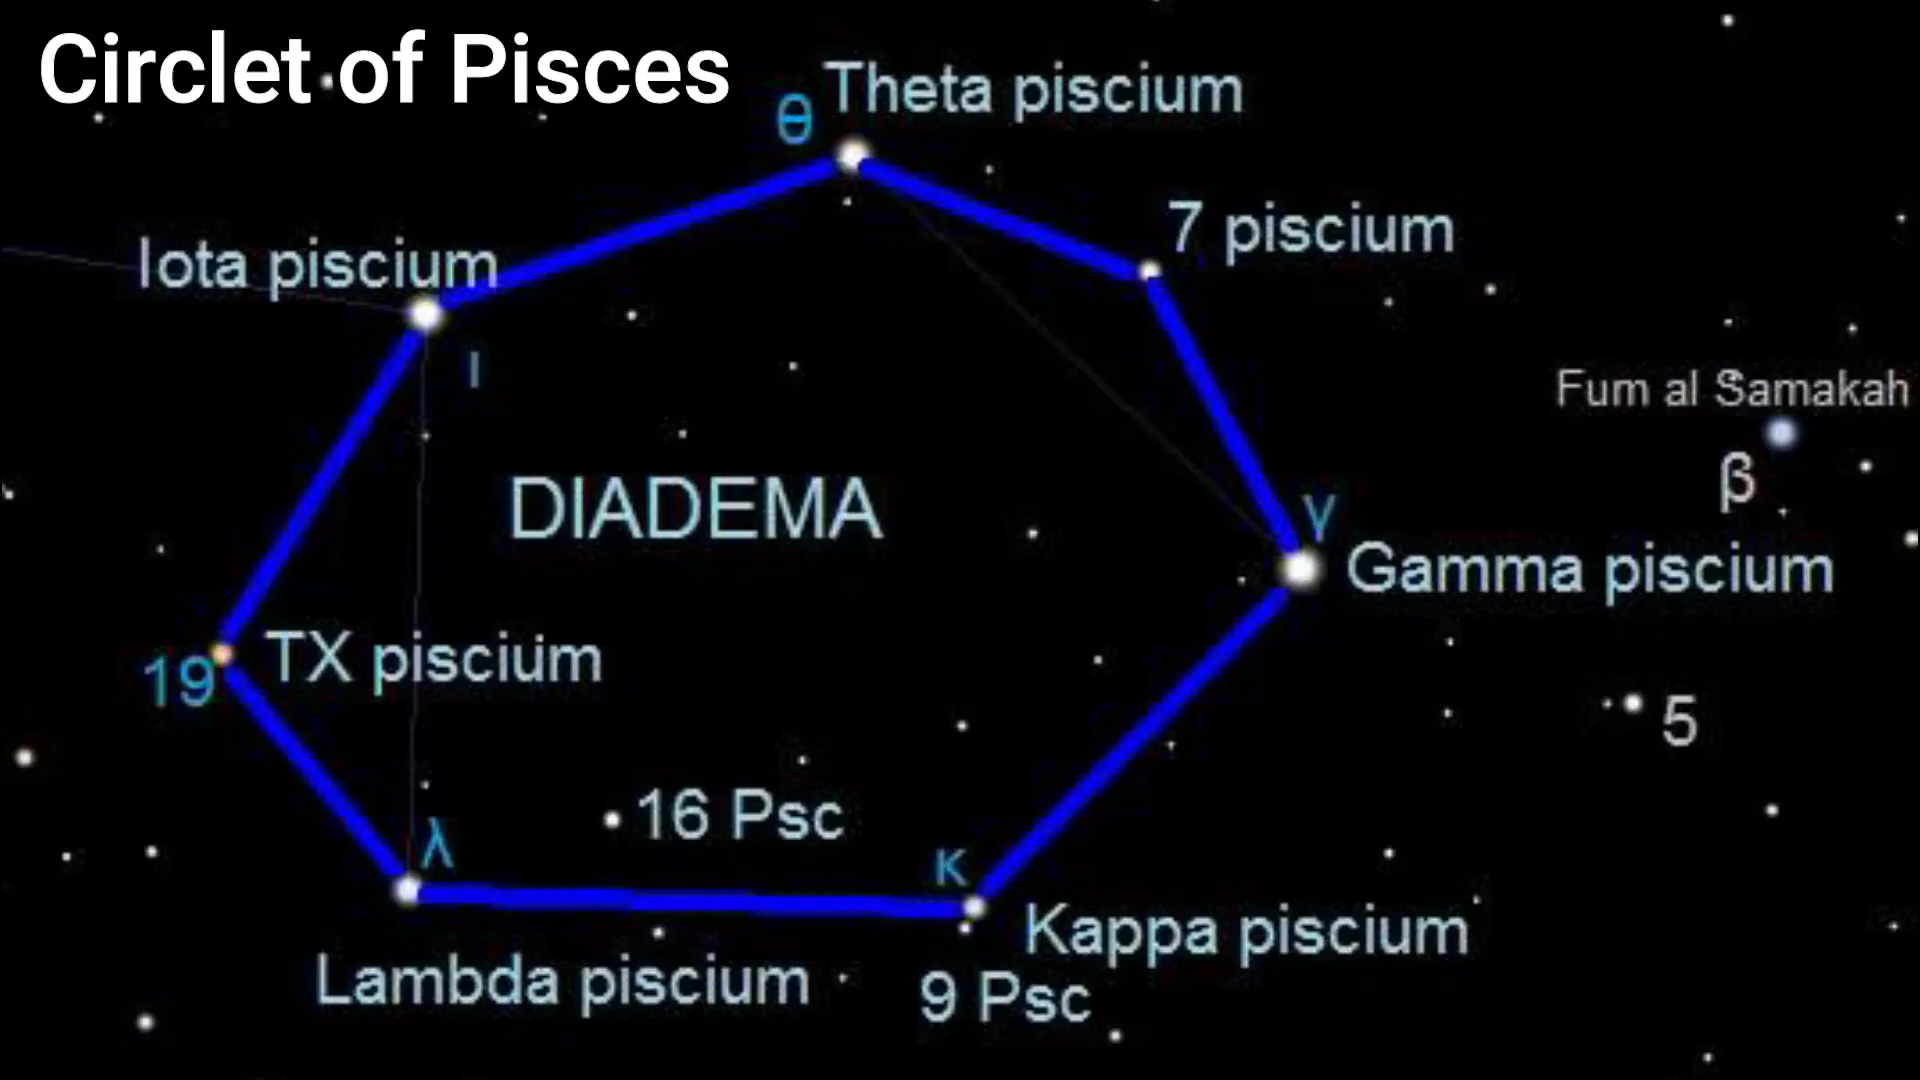 Circlet of Pisces
θ Theta piscium
7 piscium
Iota piscium
ι
Fum al Samakah
β
DIADEMA
γ
Gamma piscium
19 TX piscium
5
16 Psc
λ
κ
Kappa piscium
Lambda piscium
9 Psc